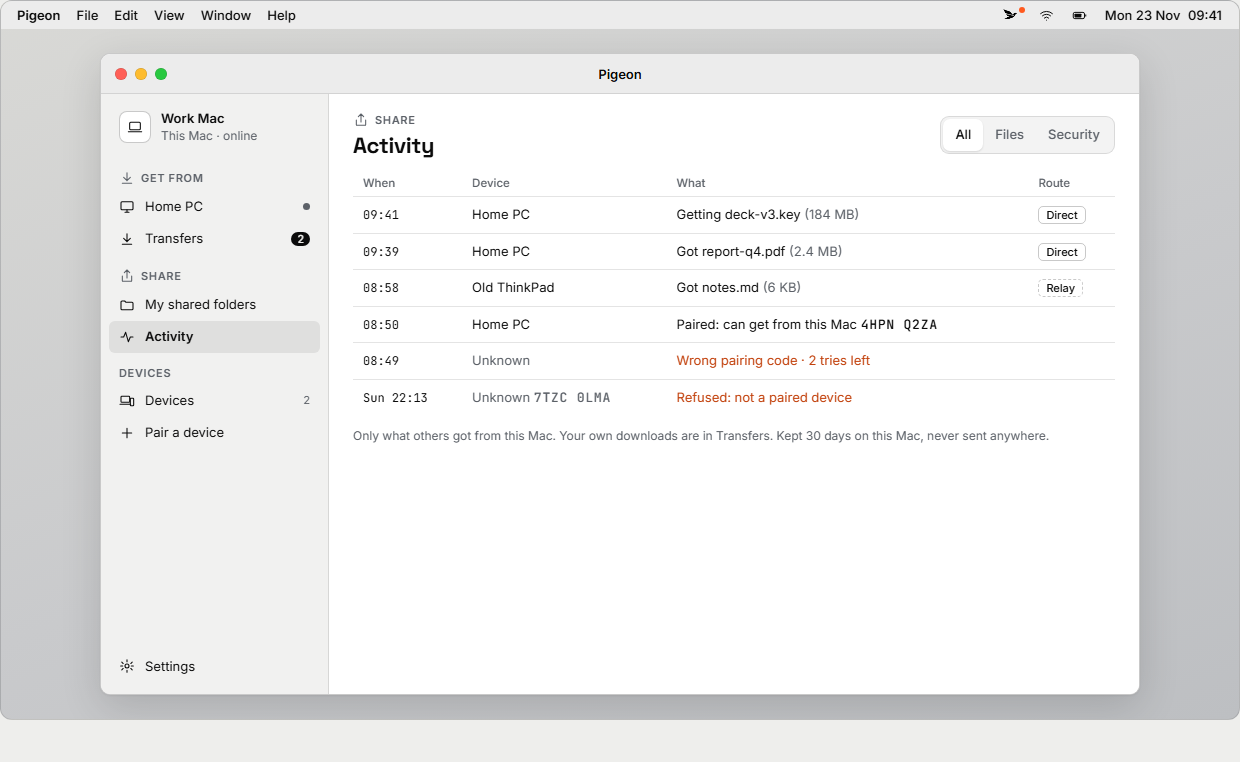 Pigeon File Edit View Window Help Mon 23 Nov 09:41
Pigeon
Work Mac
This Mac · online
GET FROM
Home PC
Transfers 2
SHARE
My shared folders
Activity
DEVICES
Devices 2
Pair a device
Settings
SHARE
Activity
All Files Security
When Device What Route
09:41 Home PC Getting deck-v3.key (184 MB) Direct
09:39 Home PC Got report-q4.pdf (2.4 MB) Direct
08:58 Old ThinkPad Got notes.md (6 KB) Relay
08:50 Home PC Paired: can get from this Mac 4HPN Q2ZA
08:49 Unknown Wrong pairing code · 2 tries left
Sun 22:13 Unknown 7TZC 0LMA Refused: not a paired device
Only what others got from this Mac. Your own downloads are in Transfers. Kept 30 days on this Mac, never sent anywhere.